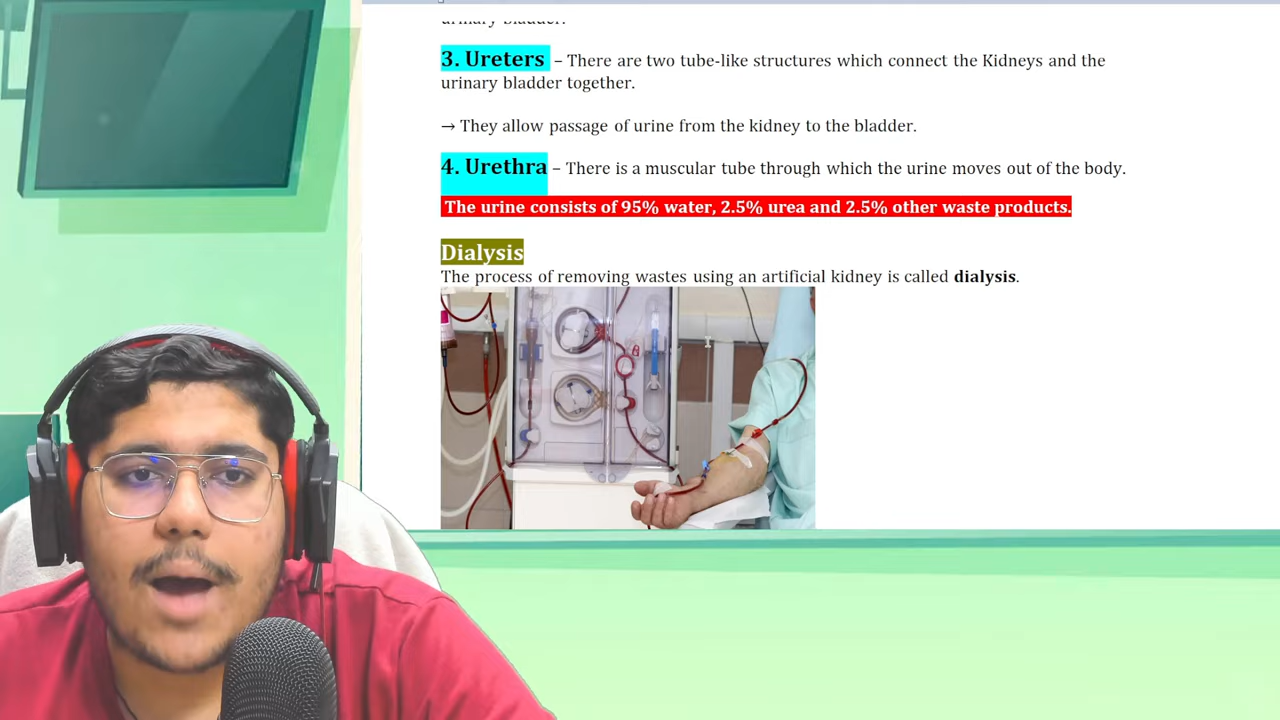 urinary bladder.
3. Ureters – There are two tube-like structures which connect the Kidneys and the
urinary bladder together.
→ They allow passage of urine from the kidney to the bladder.
4. Urethra – There is a muscular tube through which the urine moves out of the body.
The urine consists of 95% water, 2.5% urea and 2.5% other waste products.
Dialysis
The process of removing wastes using an artificial kidney is called dialysis.